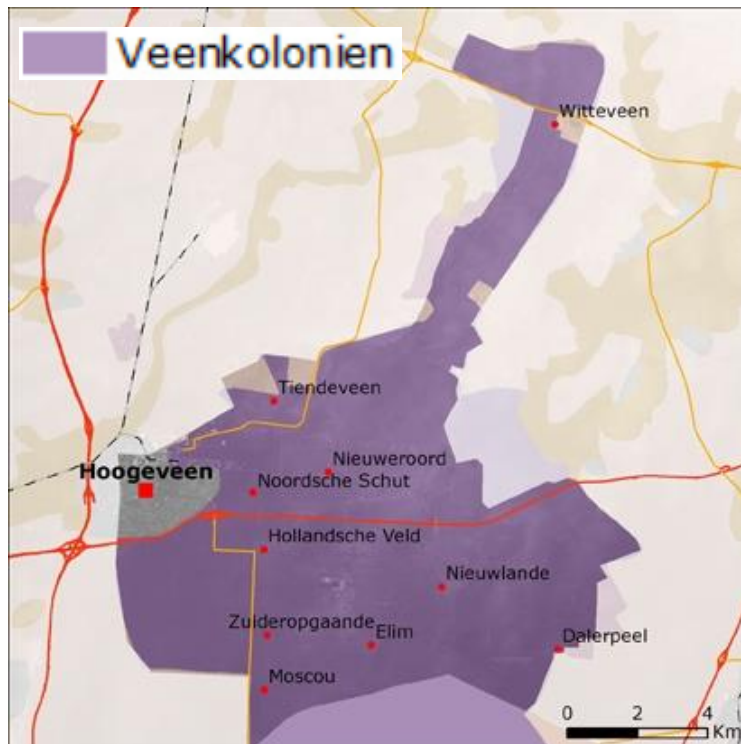 Veenkolonien
Witteveen
Tiendeveen
Nieuweroord
Hoogeveen
Noordsche Schut
Hollandsche Veld
Nieuwlande
Zuideropgaande
Elim
Dalerpeel
Moscou
0 2 4
Km